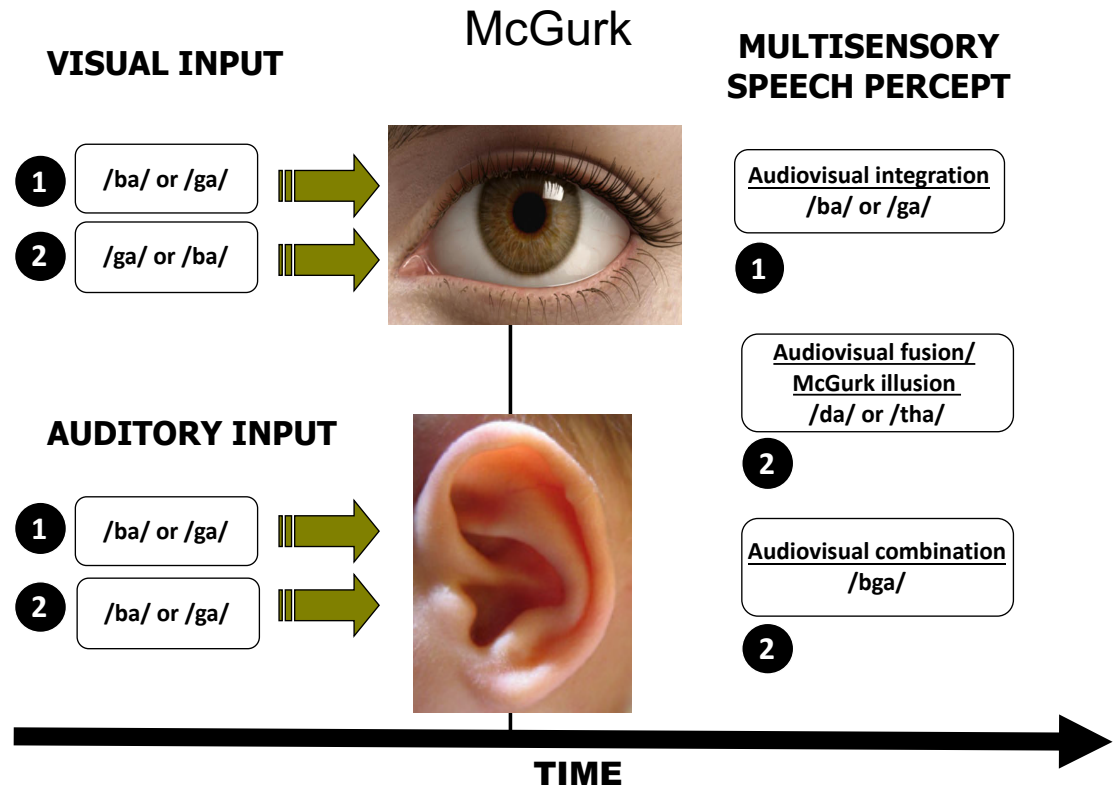 McGurk
VISUAL INPUT
1
/ba/ or /ga/
2
/ga/ or /ba/
AUDITORY INPUT
1
/ba/ or /ga/
2
/ba/ or /ga/
MULTISENSORY
SPEECH PERCEPT
Audiovisual integration
/ba/ or /ga/
1
Audiovisual fusion/
McGurk illusion
/da/ or /tha/
2
Audiovisual combination
/bga/
2
TIME